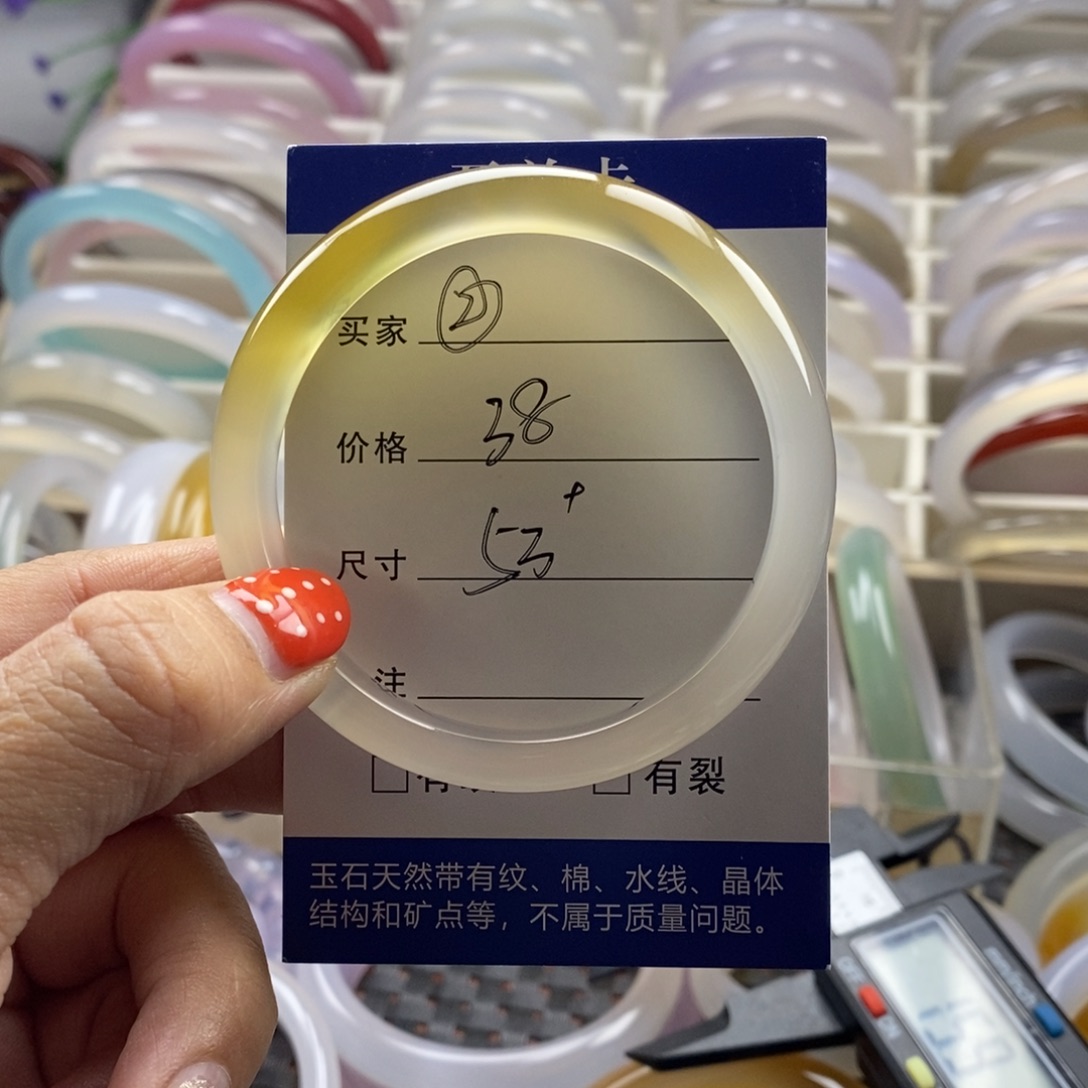 买家 ②
价格 38
尺寸 53+
注
有裂
玉石天然带有纹、棉、水线、晶体
结构和矿点等，不属于质量问题。